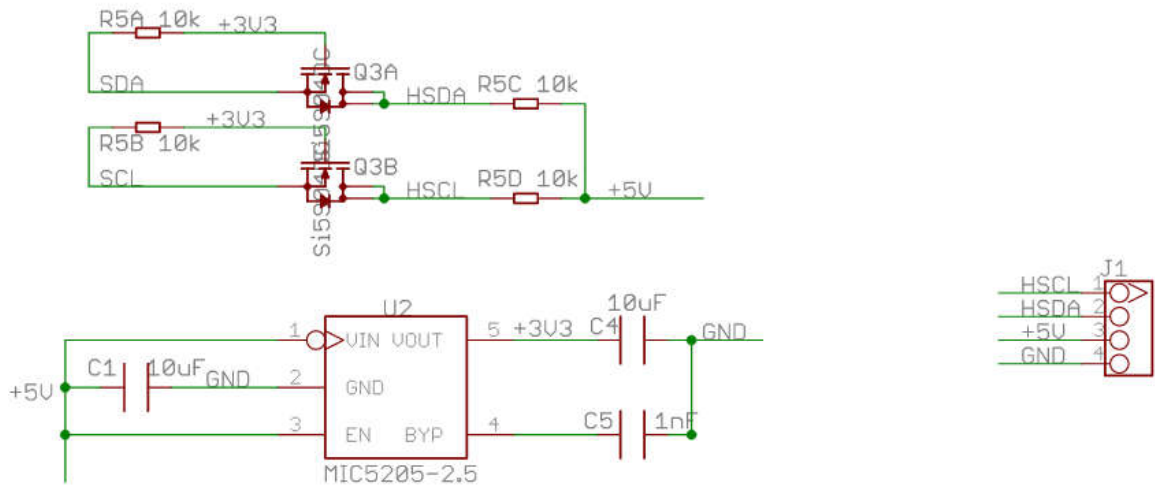 R5A 10k
+3V3
SDA
Q3A
HSDA
R5C 10k
+3V3
R5B 10k
SCL
Si5904DC
Q3B
HSCL
R5D 10k
+5V
J1
HSCL 1
HSDA 2
+5V 3
GND 4
U2
10uF
1 VIN VOUT 5 +3V3 C4 GND
C1 10uF GND 2 GND
+5V
3 EN BYP 4 C5 1nF
MIC5205-2.5